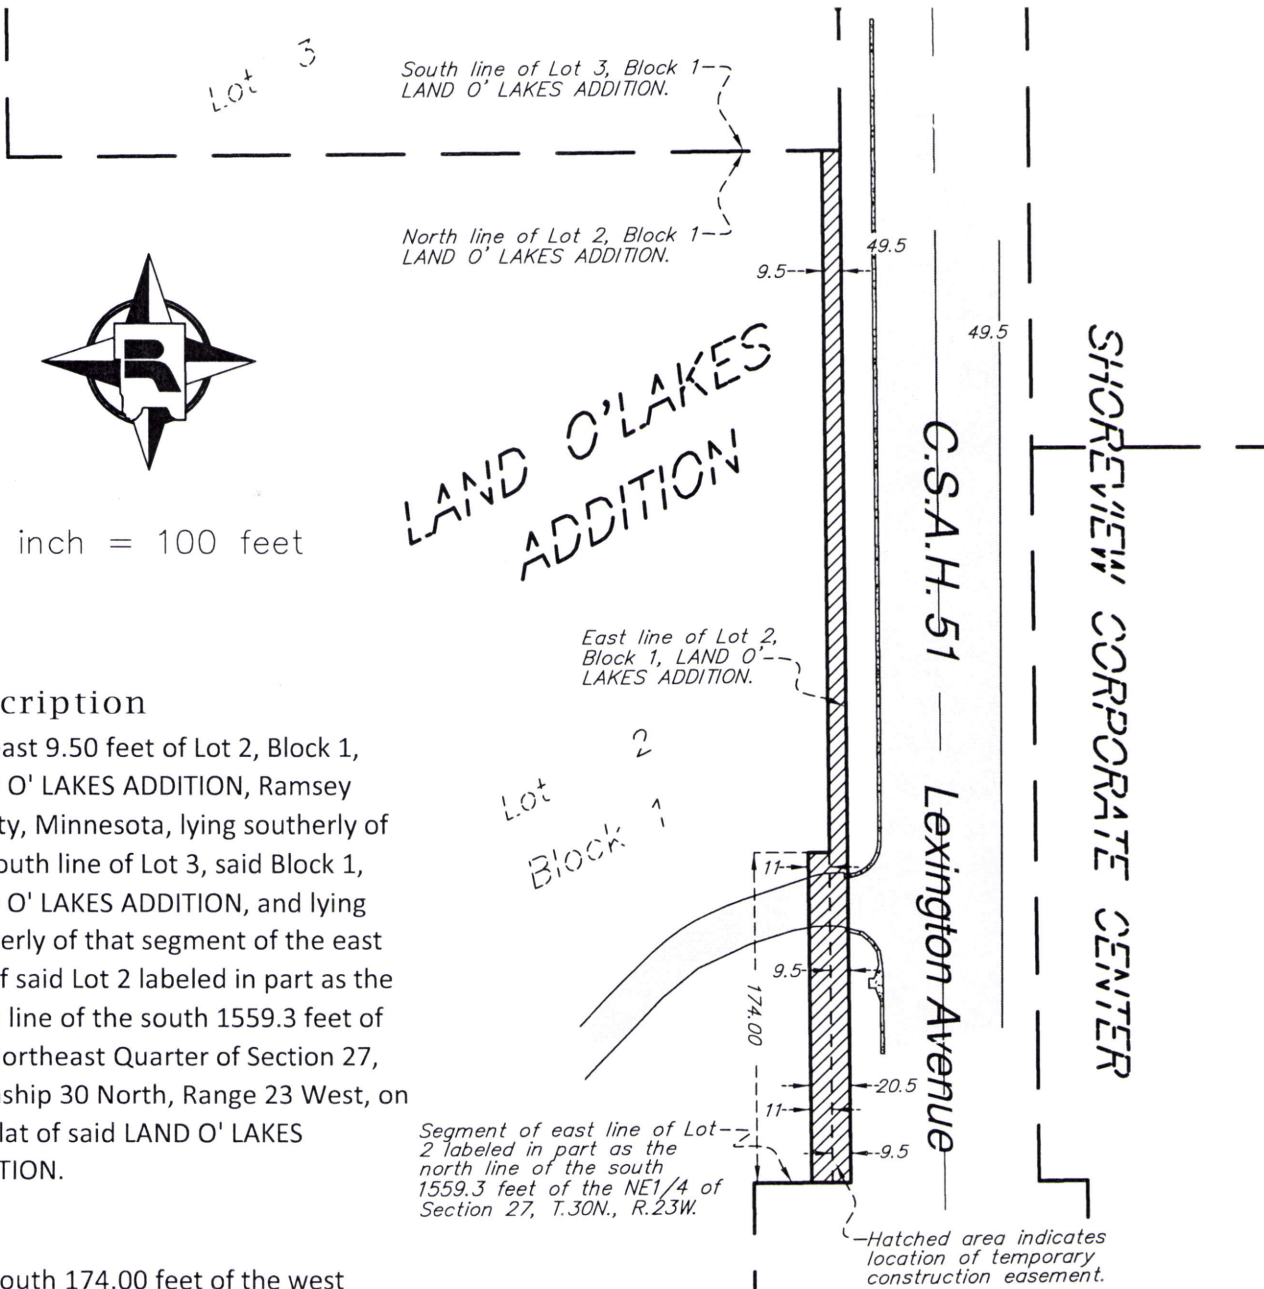 Lot 3
South line of Lot 3, Block 1
LAND O' LAKES ADDITION.
North line of Lot 2, Block 1
LAND O' LAKES ADDITION.
49.5
9.5
49.5
R
LAND O'LAKES
ADDITION
inch = 100 feet
C.S.A.H. 51
Lexington Avenue
SHOREVIEW CORPORATE CENTER
East line of Lot 2,
Block 1, LAND O'
LAKES ADDITION.
Lot 2
Block 1
11
9.5
174.00
20.5
11
9.5
cription
ast 9.50 feet of Lot 2, Block 1,
O' LAKES ADDITION, Ramsey
ty, Minnesota, lying southerly of
outh line of Lot 3, said Block 1,
O' LAKES ADDITION, and lying
erly of that segment of the east
f said Lot 2 labeled in part as the
line of the south 1559.3 feet of
ortheast Quarter of Section 27,
ship 30 North, Range 23 West, on
lat of said LAND O' LAKES
TION.
outh 174.00 feet of the west
Segment of east line of Lot
2 labeled in part as the
north line of the south
1559.3 feet of the NE1/4 of
Section 27, T.30N., R.23W.
Hatched area indicates
location of temporary
construction easement.